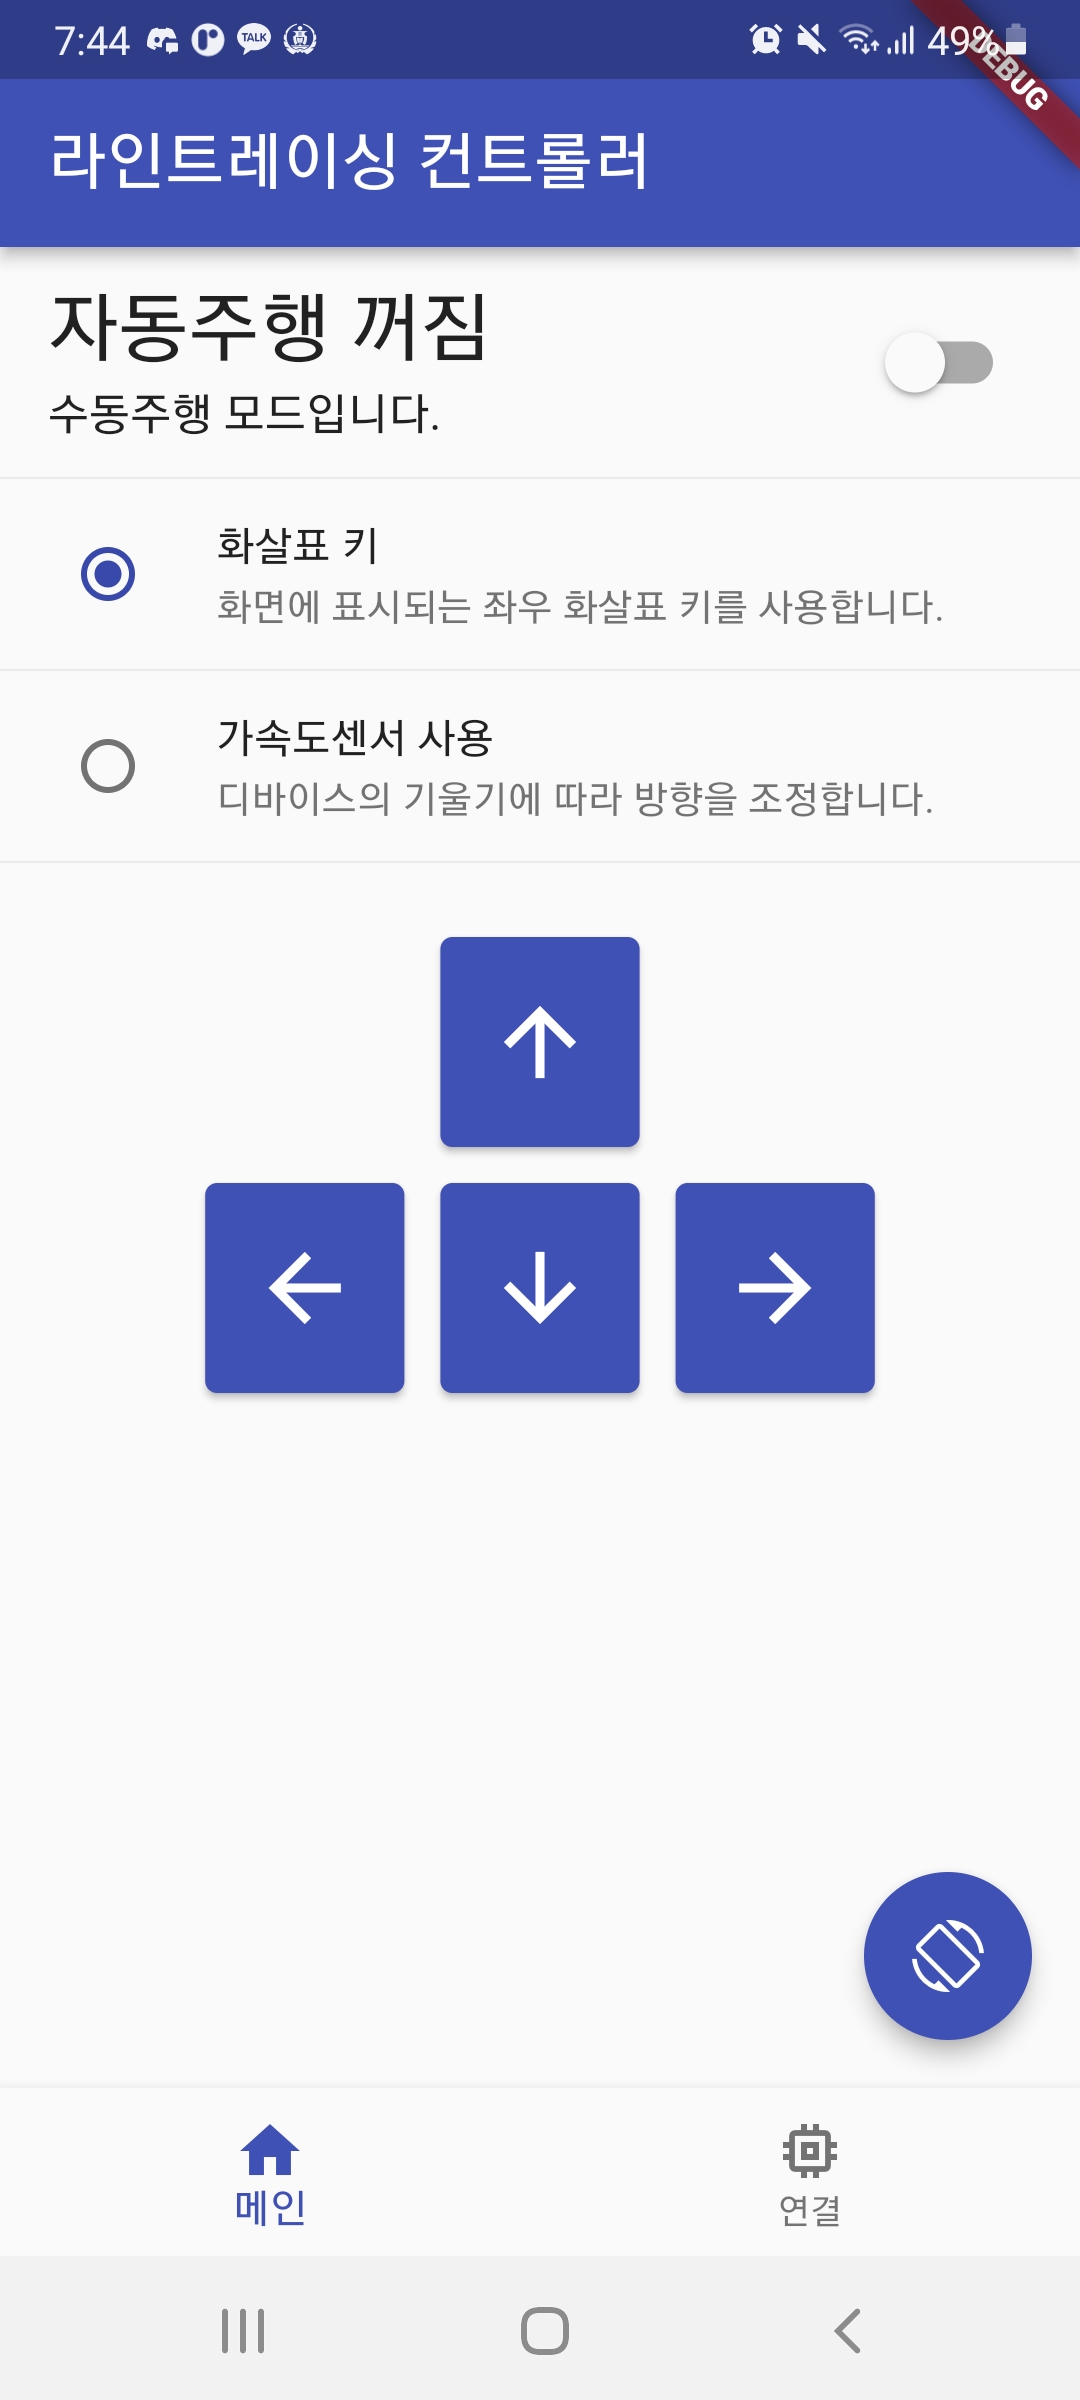 7:44
TALK
49%
DEBUG
라인트레이싱 컨트롤러
자동주행 꺼짐
수동주행 모드입니다.
화살표 키
화면에 표시되는 좌우 화살표 키를 사용합니다.
가속도센서 사용
디바이스의 기울기에 따라 방향을 조정합니다.
메인
연결